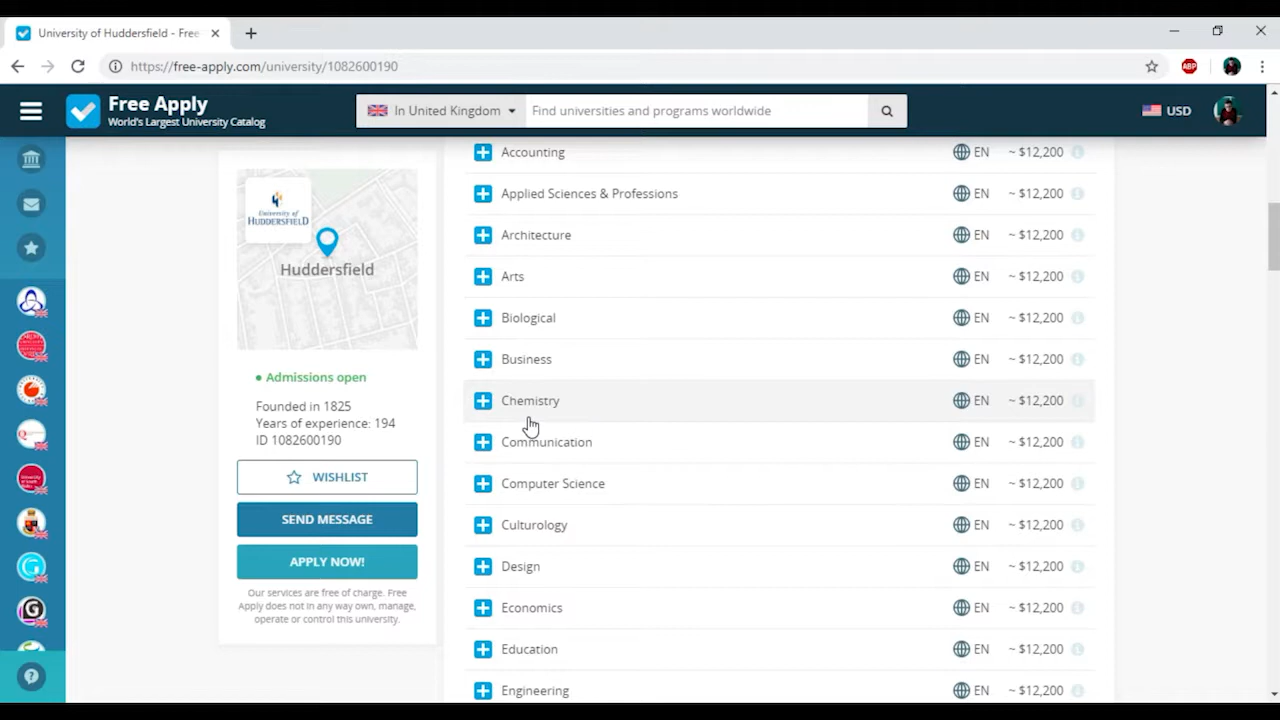 University of Huddersfield - Free
https://free-apply.com/university/1082600190
ABP
Free Apply
World's Largest University Catalog
In United Kingdom
Find universities and programs worldwide
USD
University of
HUDDERSFIELD
Huddersfield
Admissions open
Founded in 1825
Years of experience: 194
ID 1082600190
WISHLIST
SEND MESSAGE
APPLY NOW!
Our services are free of charge. Free
Apply does not in any way own, manage,
operate or control this university.
Accounting EN ~ $12,200
Applied Sciences & Professions EN ~ $12,200
Architecture EN ~ $12,200
Arts EN ~ $12,200
Biological EN ~ $12,200
Business EN ~ $12,200
Chemistry EN ~ $12,200
Communication EN ~ $12,200
Computer Science EN ~ $12,200
Culturology EN ~ $12,200
Design EN ~ $12,200
Economics EN ~ $12,200
Education EN ~ $12,200
Engineering EN ~ $12,200